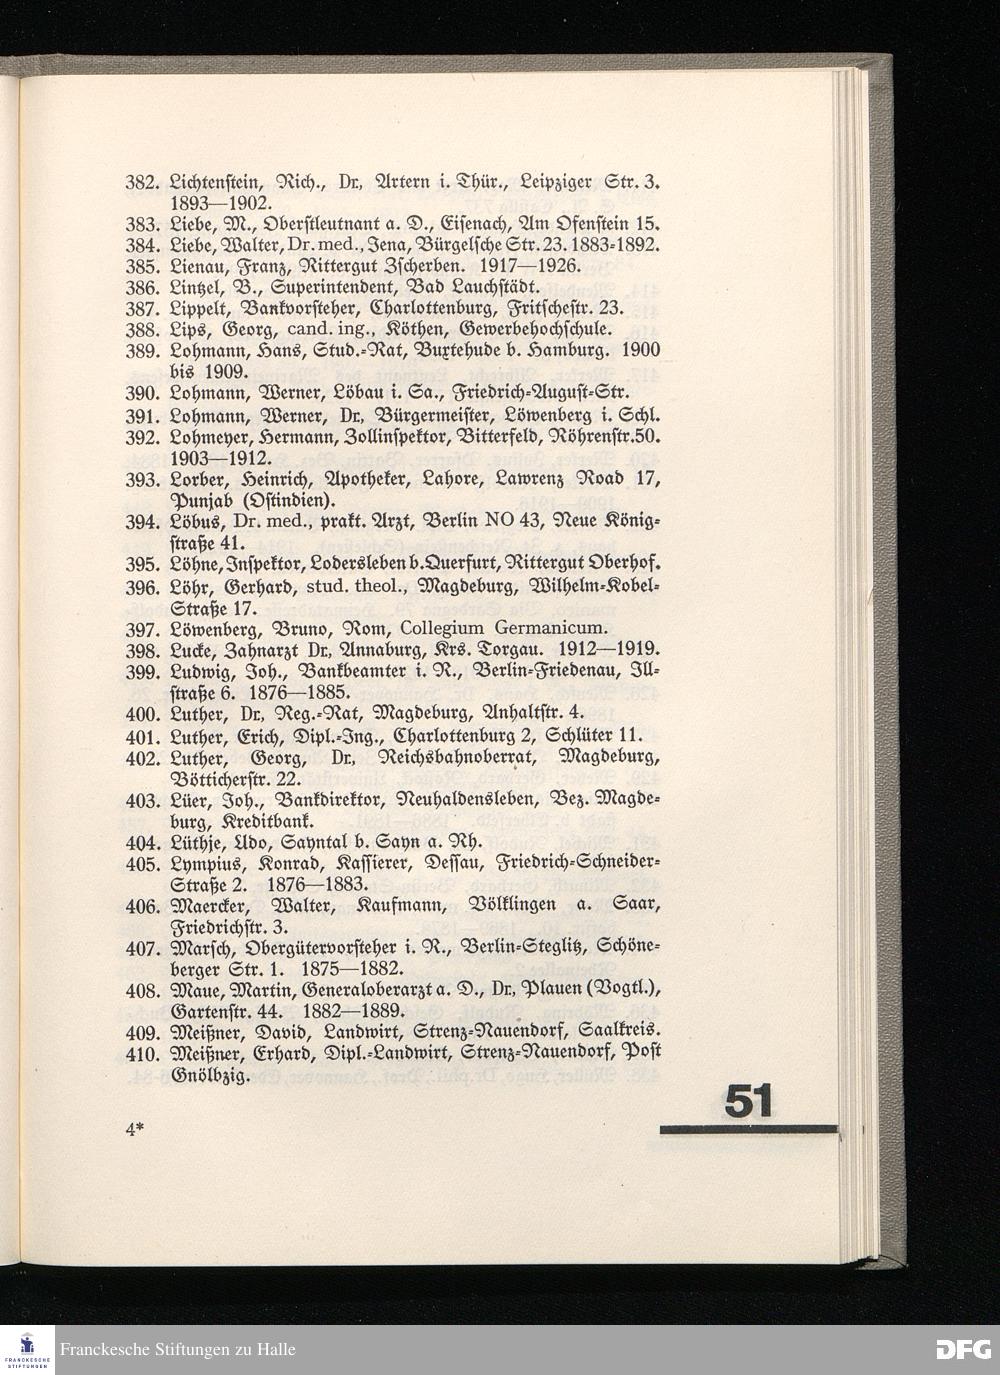 382. Lichtenstein, Rich., Dr., Artern i. Thür., Leipziger Str. 3.
1893—1902.
383. Liebe, M., Oberstleutnant a. D., Eisenach, Am Ofenstein 15.
384. Liebe, Walter, Dr. med., Jena, Bürgelsche Str. 23. 1883-1892.
385. Lienau, Franz, Rittergut Zscherben. 1917—1926.
386. Lintzel, B., Superintendent, Bad Lauchstädt.
387. Lippelt, Bankvorsteher, Charlottenburg, Fritschestr. 23.
388. Lips, Georg, cand. ing., Köthen, Gewerbehochschule.
389. Lohmann, Hans, Stud.-Rat, Buxtehude b. Hamburg. 1900
bis 1909.
390. Lohmann, Werner, Löbau i. Sa., Friedrich-August-Str.
391. Lohmann, Werner, Dr., Bürgermeister, Löwenberg i. Schl.
392. Lohmeyer, Hermann, Zollinspektor, Bitterfeld, Röhrenstr. 50.
1903—1912.
393. Lorber, Heinrich, Apotheker, Lahore, Lawrenz Road 17,
Punjab (Ostindien).
394. Löbus, Dr. med., prakt. Arzt, Berlin NO 43, Neue König-
straße 41.
395. Löhne, Inspektor, Lodersleben b. Querfurt, Rittergut Oberhof.
396. Löhr, Gerhard, stud. theol., Magdeburg, Wilhelm-Kobel-
Straße 17.
397. Löwenberg, Bruno, Rom, Collegium Germanicum.
398. Lucke, Zahnarzt Dr., Annaburg, Krs. Torgau. 1912—1919.
399. Ludwig, Joh., Bankbeamter i. R., Berlin-Friedenau, Ill-
straße 6. 1876—1885.
400. Luther, Dr., Reg.-Rat, Magdeburg, Anhaltstr. 4.
401. Luther, Erich, Dipl.-Ing., Charlottenburg 2, Schlüter 11.
402. Luther, Georg, Dr., Reichsbahnoberrat, Magdeburg,
Bötticherstr. 22.
403. Lüer, Joh., Bankdirektor, Neuhaldensleben, Bez. Magde-
burg, Kreditbank.
404. Lüthje, Udo, Sayntal b. Sayn a. Rh.
405. Lympius, Konrad, Kassierer, Dessau, Friedrich-Schneider-
Straße 2. 1876—1883.
406. Maercker, Walter, Kaufmann, Völklingen a. Saar,
Friedrichstr. 3.
407. Marsch, Obergütervorsteher i. R., Berlin-Steglitz, Schöne-
berger Str. 1. 1875—1882.
408. Maue, Martin, Generaloberarzt a. D., Dr., Plauen (Vogtl.),
Gartenstr. 44. 1882—1889.
409. Meißner, David, Landwirt, Strenz-Nauendorf, Saalkreis.
410. Meißner, Erhard, Dipl.-Landwirt, Strenz-Nauendorf, Post
Gnölbzig.
51
4*
FRANCKESCHE
STIFTUNGEN
Franckesche Stiftungen zu Halle
DFG